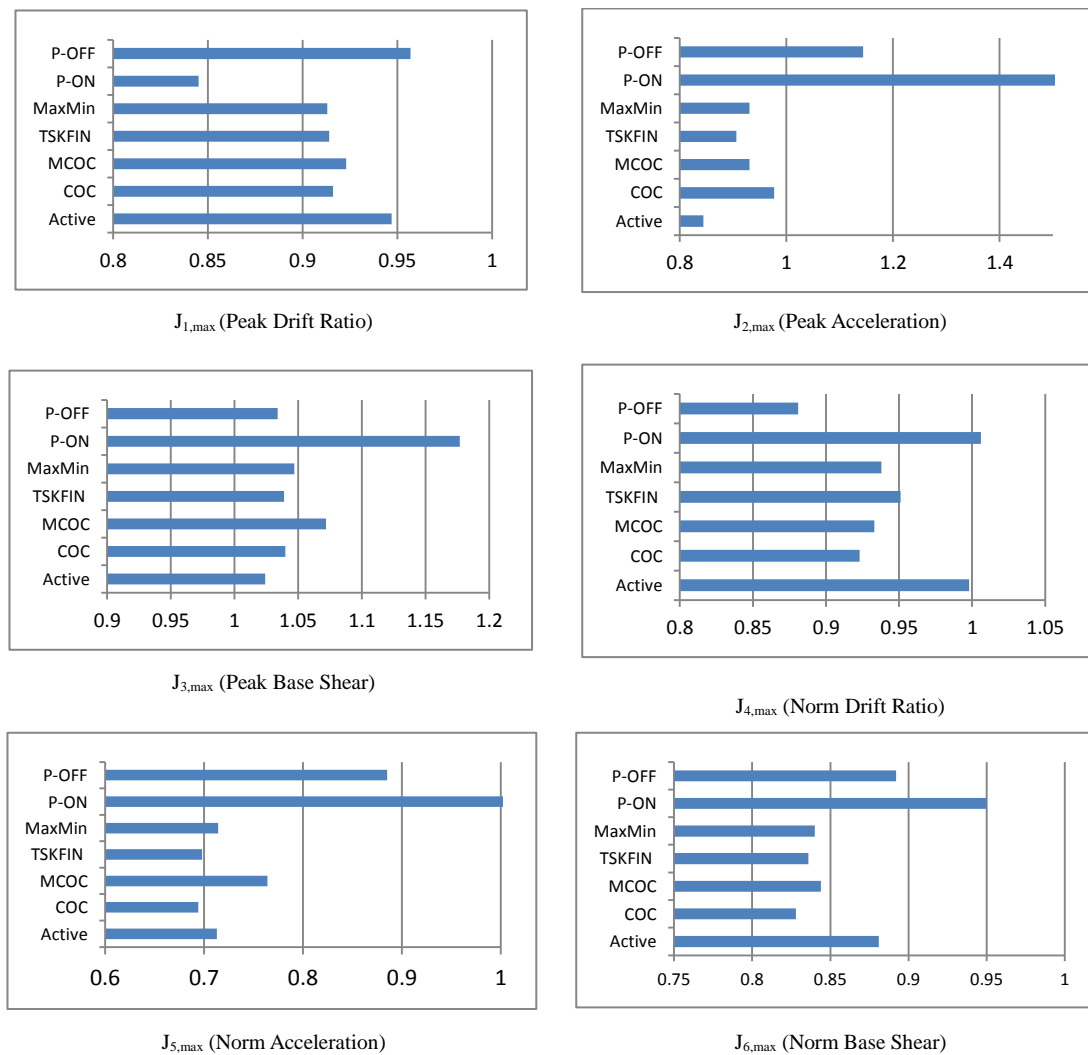 P-OFF
P-ON
MaxMin
TSKFIN
MCOC
COC
Active
0.8 0.85 0.9 0.95 1
J1,max (Peak Drift Ratio)
P-OFF
P-ON
MaxMin
TSKFIN
MCOC
COC
Active
0.8 1 1.2 1.4
J2,max (Peak Acceleration)
P-OFF
P-ON
MaxMin
TSKFIN
MCOC
COC
Active
0.9 0.95 1 1.05 1.1 1.15 1.2
J3,max (Peak Base Shear)
P-OFF
P-ON
MaxMin
TSKFIN
MCOC
COC
Active
0.8 0.85 0.9 0.95 1 1.05
J4,max (Norm Drift Ratio)
P-OFF
P-ON
MaxMin
TSKFIN
MCOC
COC
Active
0.6 0.7 0.8 0.9 1
J5,max (Norm Acceleration)
P-OFF
P-ON
MaxMin
TSKFIN
MCOC
COC
Active
0.75 0.8 0.85 0.9 0.95 1
J6,max (Norm Base Shear)